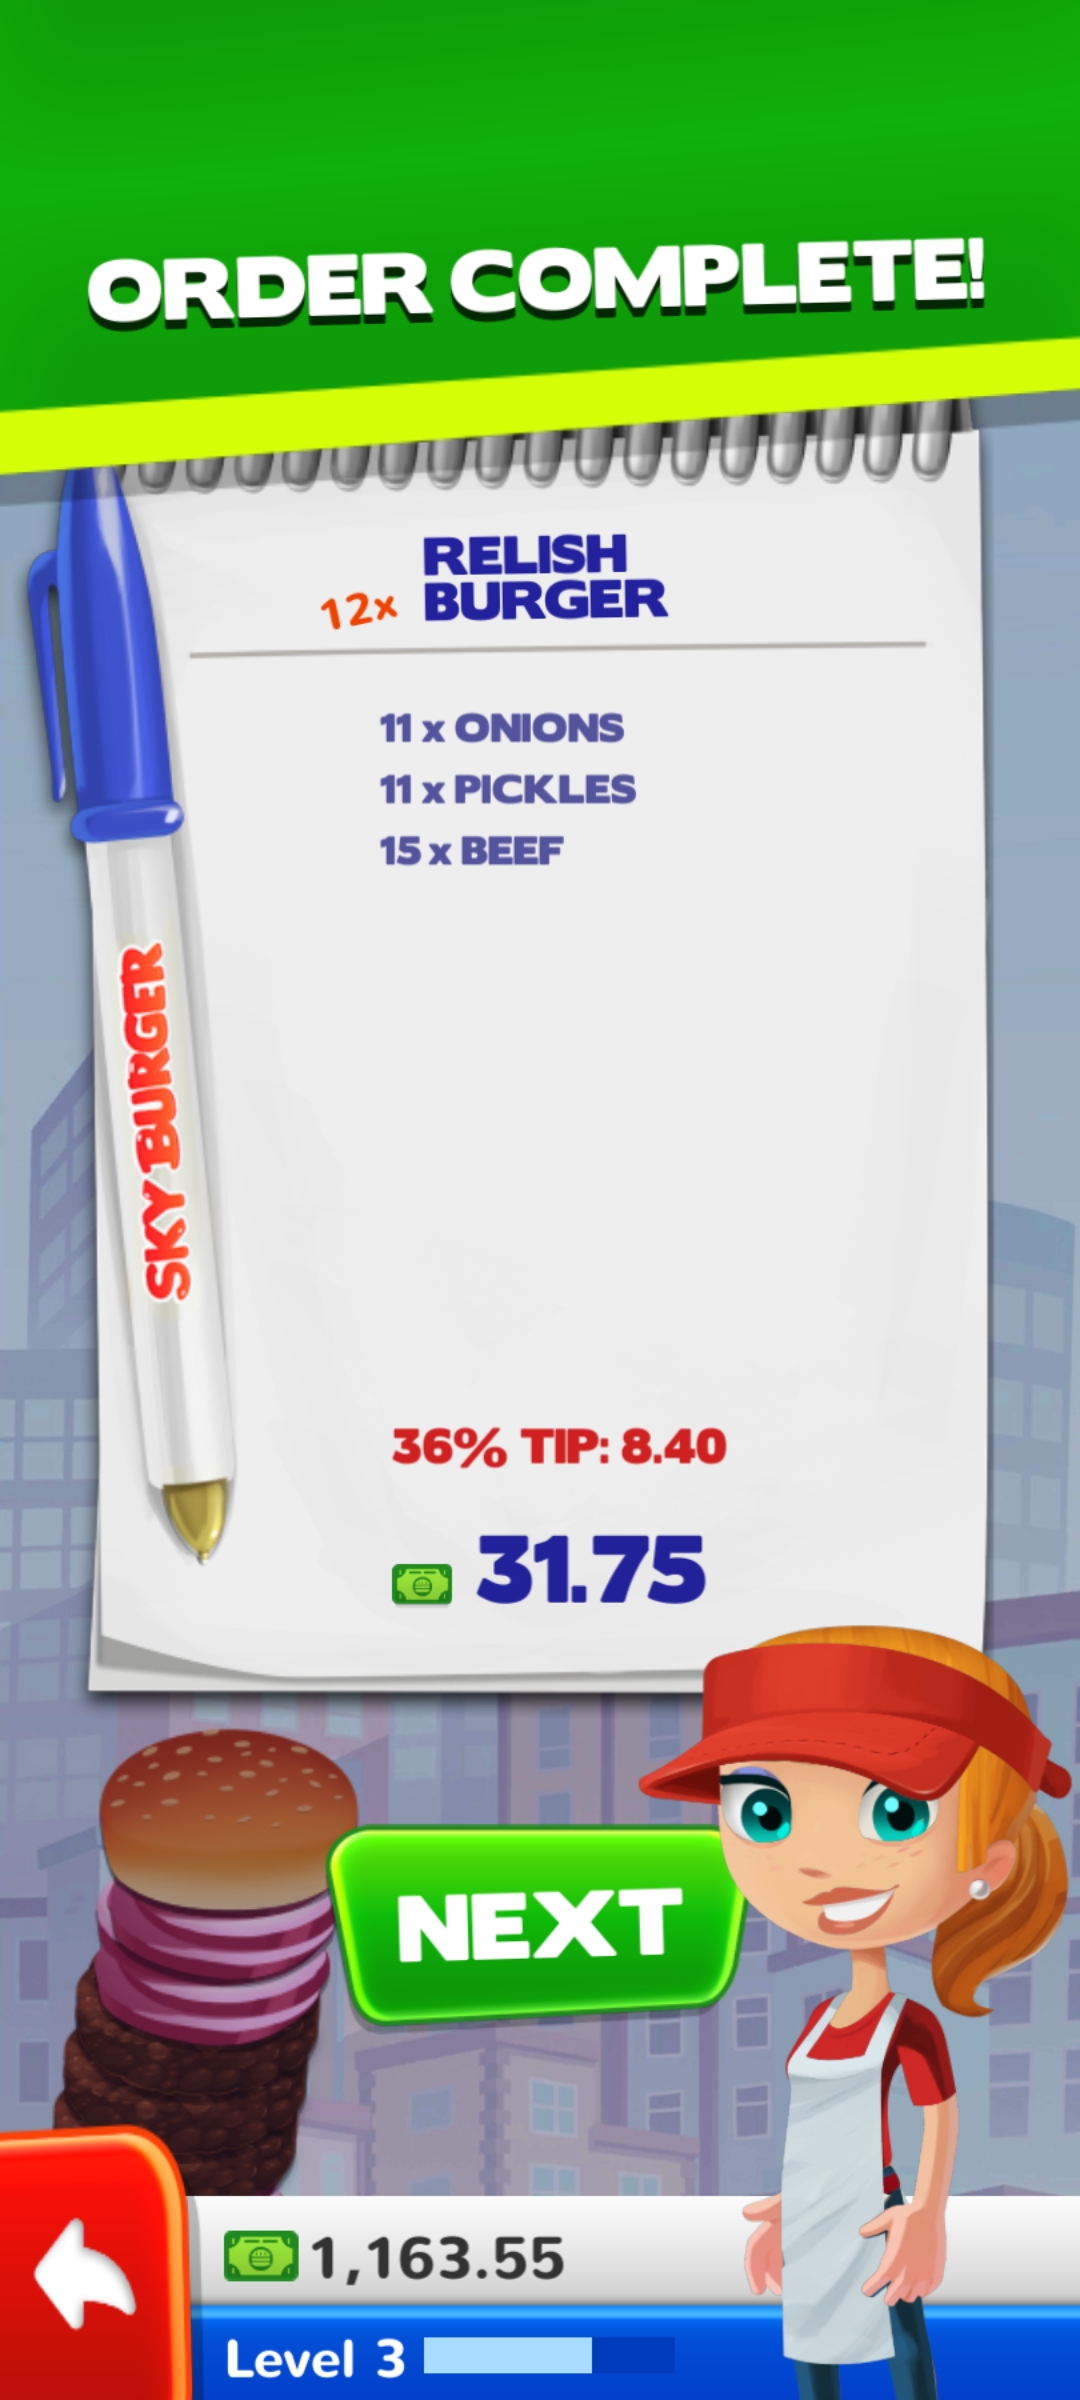 ORDER COMPLETE!
RELISH
12x BURGER
11 x ONIONS
11 x PICKLES
15 x BEEF
SKY BURGER
36% TIP: 8.40
31.75
NEXT
1,163.55
Level 3